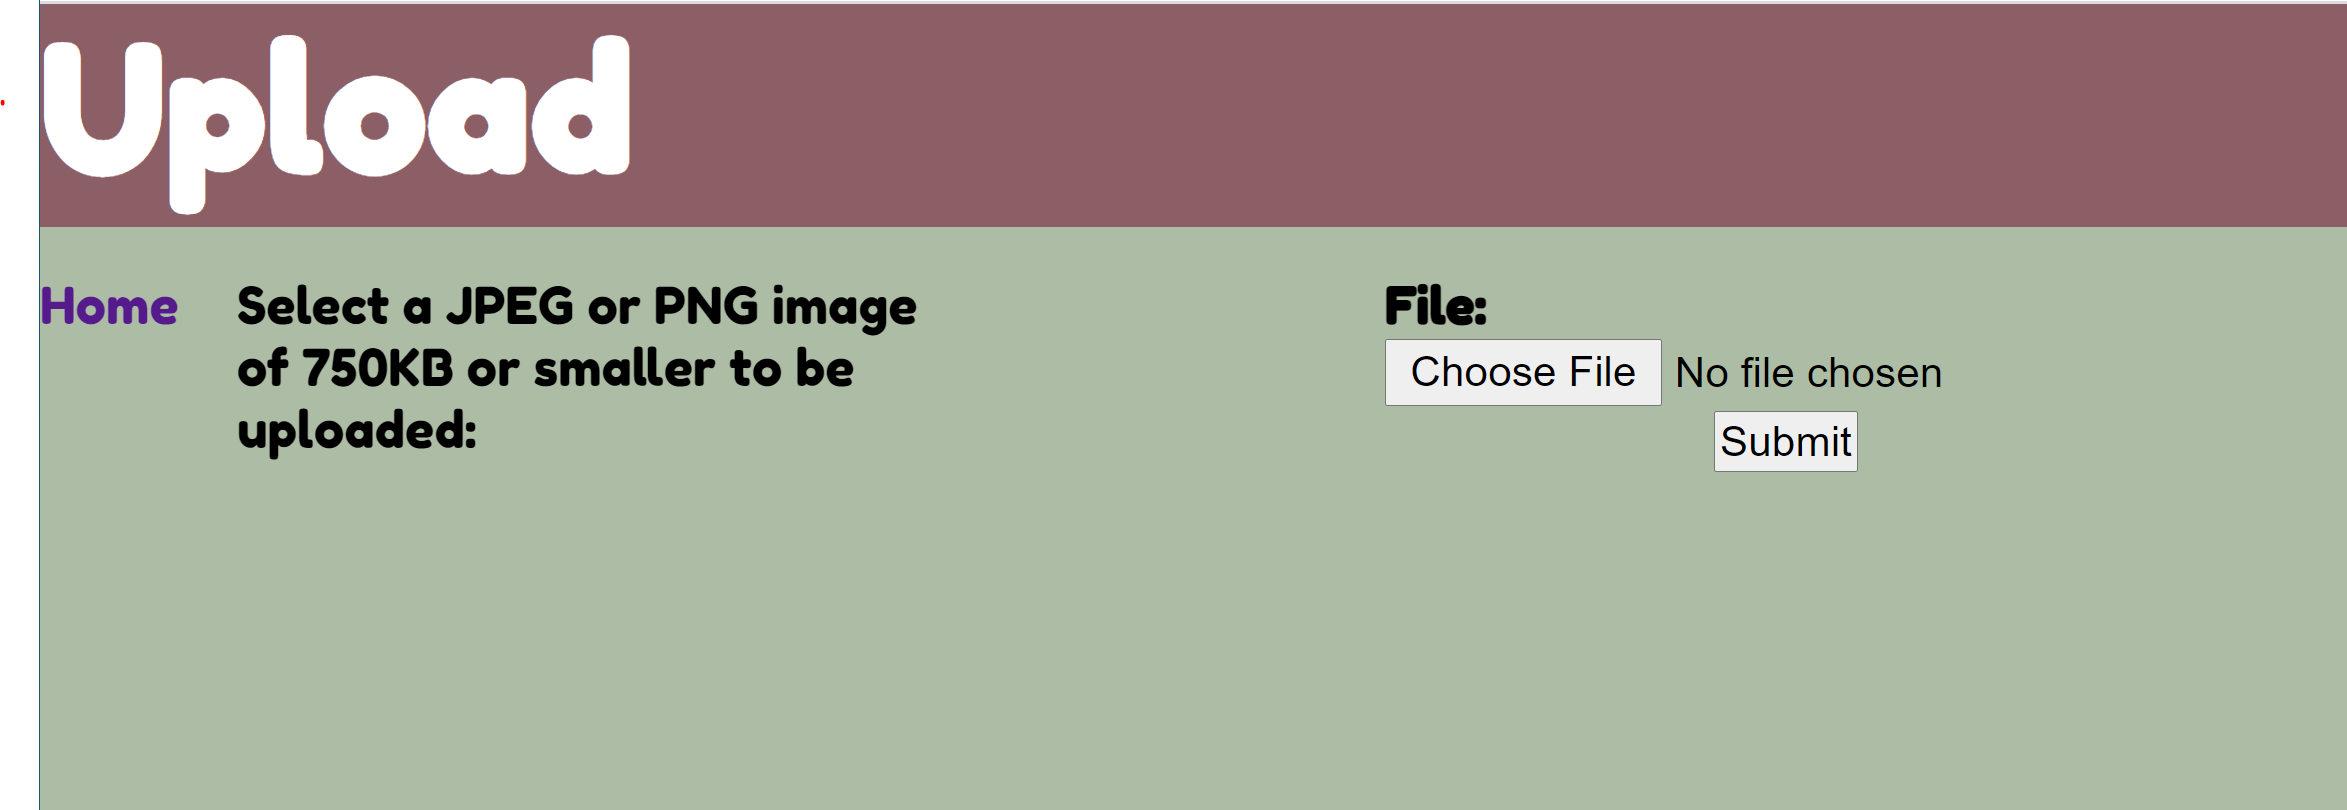 Upload
Home
Select a JPEG or PNG image
of 750KB or smaller to be
uploaded:
File:
Choose File No file chosen
Submit